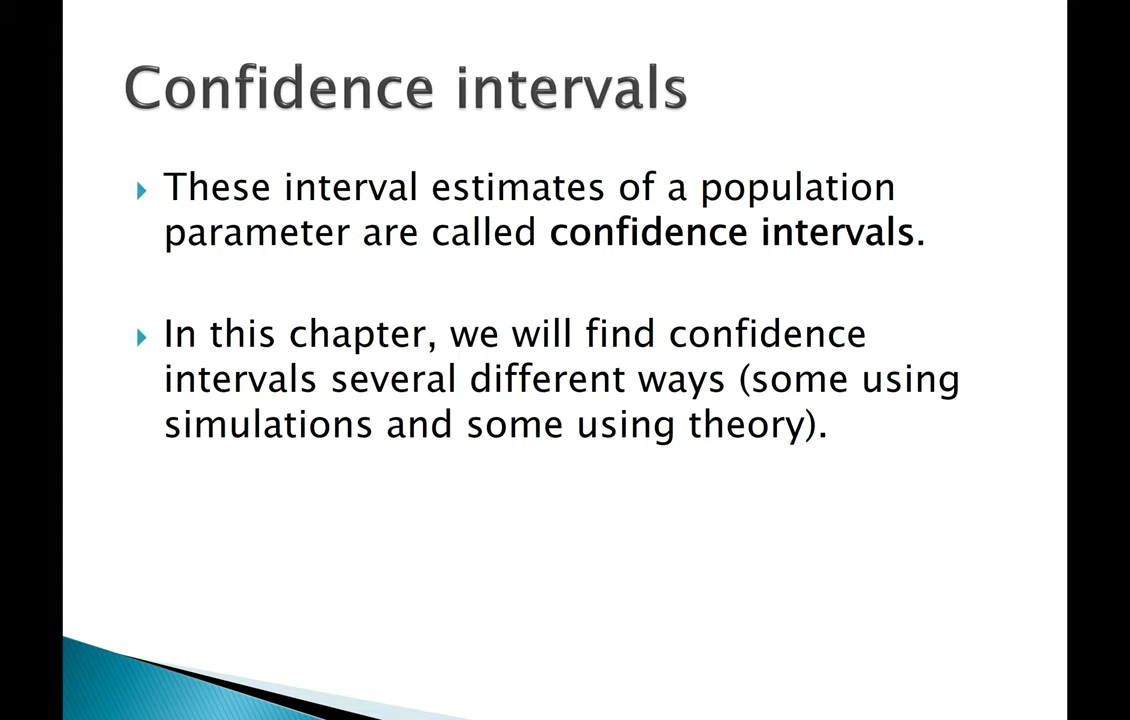 Confidence intervals
These interval estimates of a population
parameter are called confidence intervals.
In this chapter, we will find confidence
intervals several different ways (some using
simulations and some using theory).